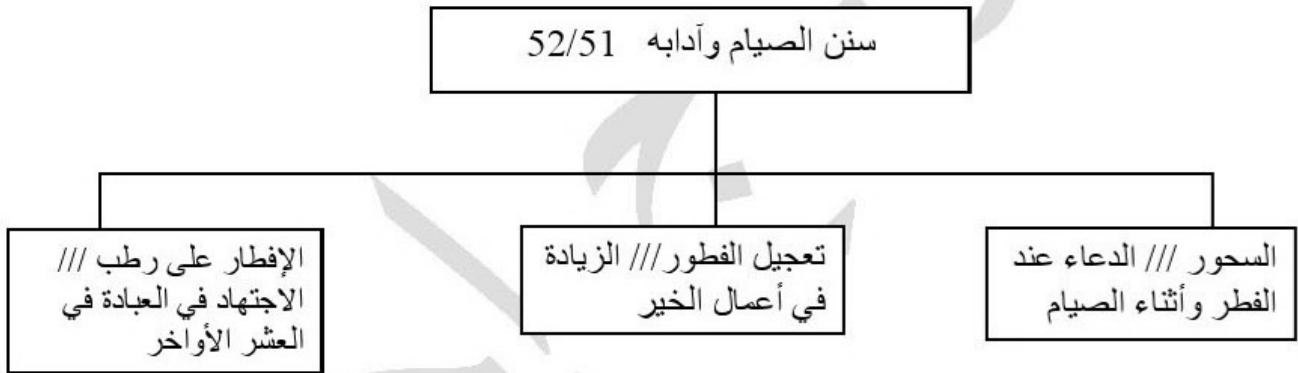 سنن الصيام وآدابه 52/51
السحور /// الدعاء عند
الفطر وأثناء الصيام
تعجيل الفطور/// الزيادة
في أعمال الخير
الإفطار على رطب ///
الاجتهاد في العبادة في
العشر الأواخر